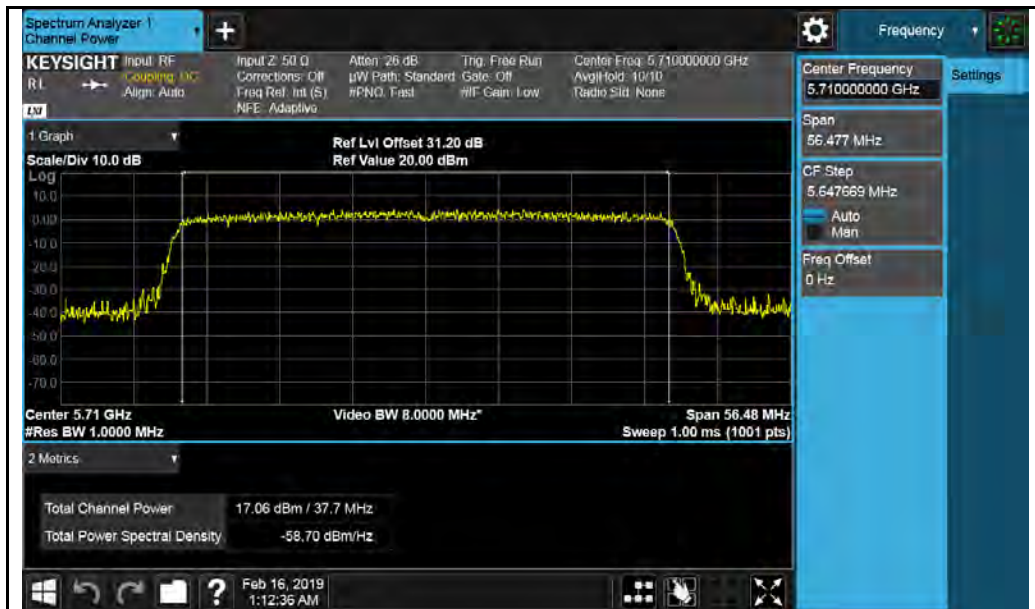 Spectrum Analyzer 1
Channel Power
+
Frequency
KEYSIGHT Input: RF
R L
Coupling: DC
Align: Auto
LXI
Input Z: 50 Ω
Corrections: Off
Freq Ref: Int (S)
NFE: Adaptive
Atten: 26 dB
µW Path: Standard
#PNO: Fast
Trig: Free Run
Gate: Off
#IF Gain: Low
Center Freq: 5.710000000 GHz
Avg|Hold: 10/10
Radio Std: None
Center Frequency
5.710000000 GHz
Settings
Span
56.477 MHz
CF Step
5.647669 MHz
Auto
Man
Freq Offset
0 Hz
1 Graph
Scale/Div 10.0 dB
Ref Lvl Offset 31.20 dB
Ref Value 20.00 dBm
Log
10.0
0.00
-10.0
-20.0
-30.0
-40.0
-50.0
-60.0
-70.0
Center 5.71 GHz
#Res BW 1.0000 MHz
Video BW 8.0000 MHz*
Span 56.48 MHz
Sweep 1.00 ms (1001 pts)
2 Metrics
Total Channel Power 17.06 dBm / 37.7 MHz
Total Power Spectral Density -58.70 dBm/Hz
?
Feb 16, 2019
1:12:36 AM